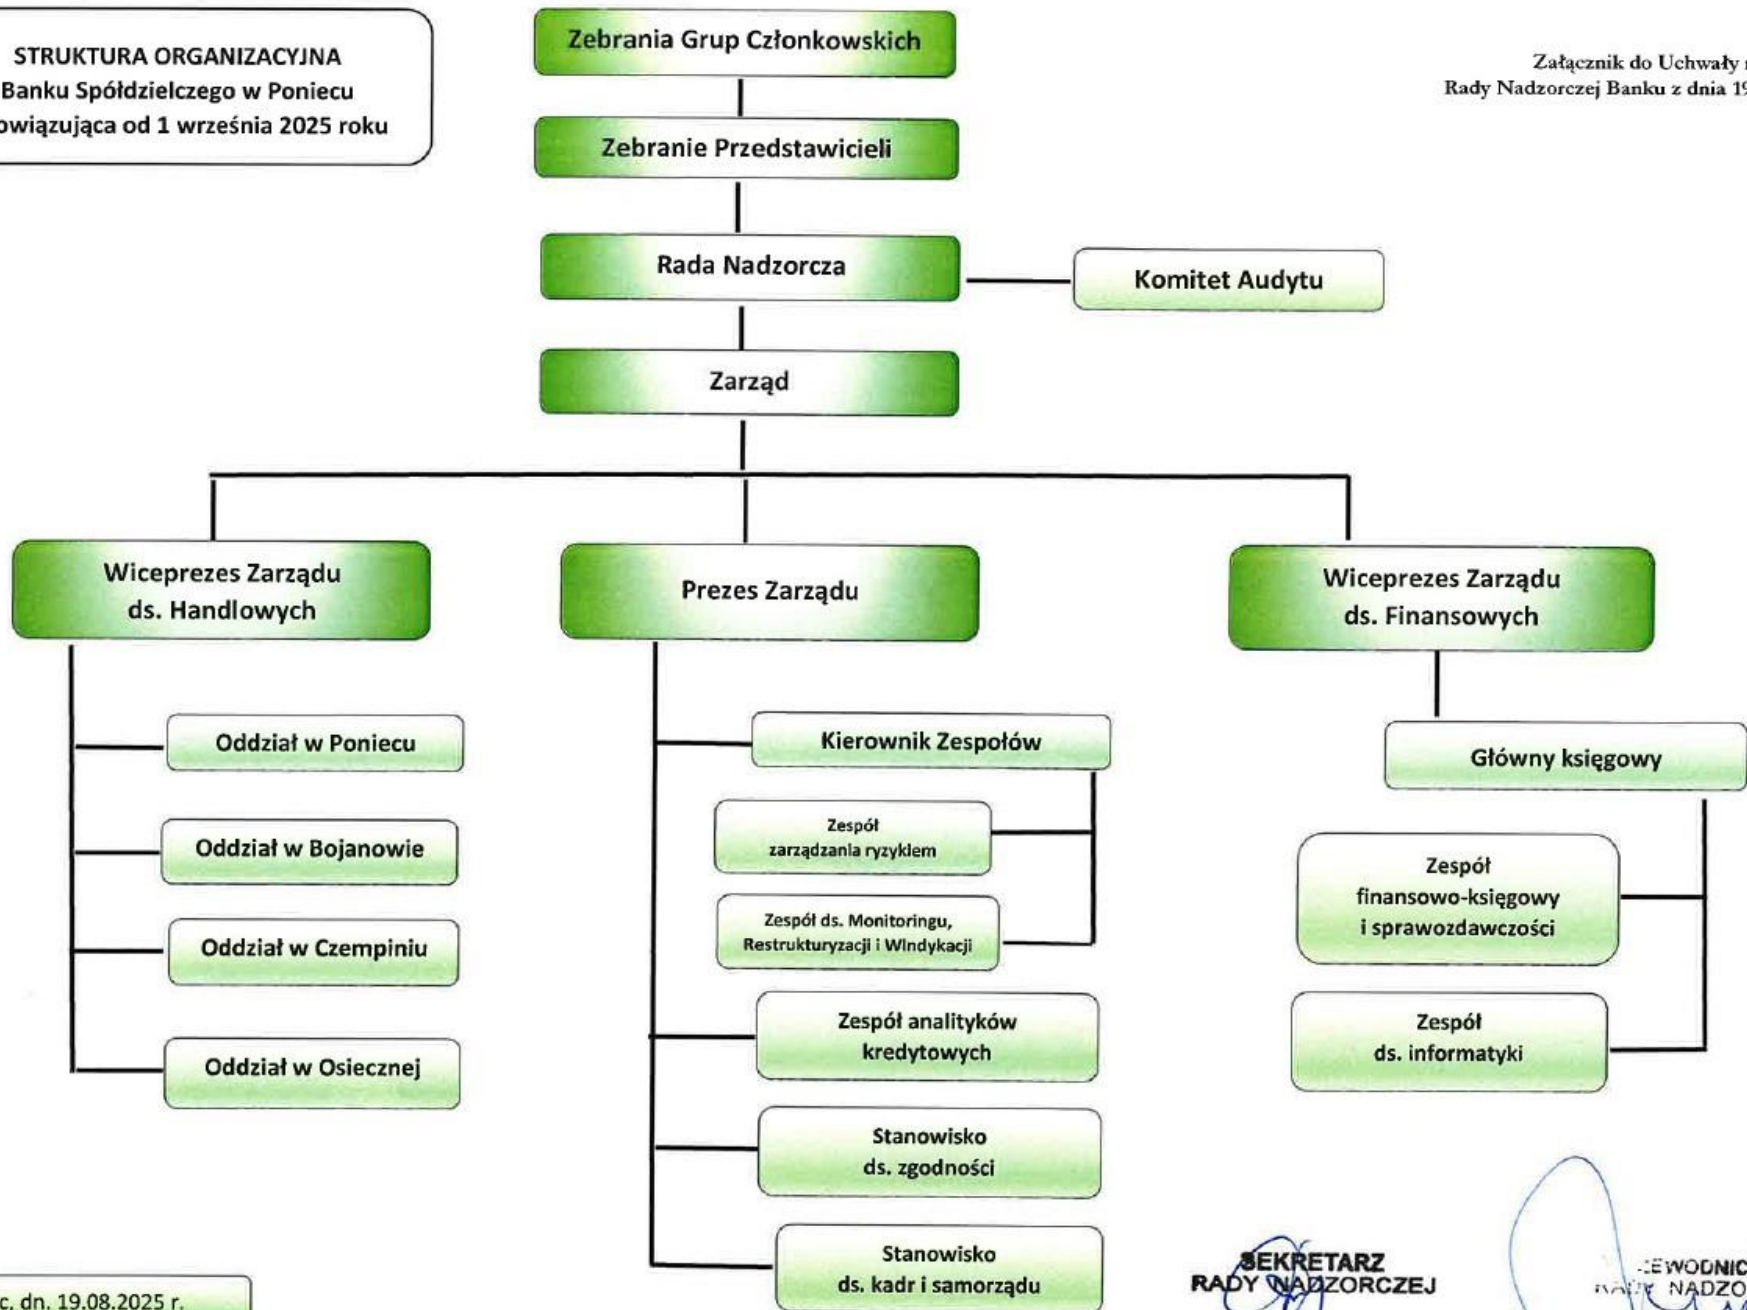 STRUKTURA ORGANIZACYJNA
Banku Spółdzielczego w Poniecu
od 1 września 2025 roku
Załącznik do Uchwały
Rady Nadzorczej Banku z dnia
Zebrania Grup Członkowskich
Zebranie Przedstawicieli
Rada Nadzorcza
Komitet Audytu
Zarząd
Wiceprezes Zarządu
ds. Handlowych
Oddział w Poniecu
Oddział w Bojanowie
Oddział w Czempiniu
Oddział w Osiecznej
Prezes Zarządu
Kierownik Zespołów
Zespół
zarządzania ryzykiem
Zespół ds. Monitoringu,
Restrukturyzacji i Windykacji
Zespół analityków
kredytowych
Stanowisko
ds. zgodności
Stanowisko
ds. kadr i samorządu
Wiceprezes Zarządu
ds. Finansowych
Główny księgowy
Zespół
finansowo-księgowy
i sprawozdawczości
Zespół
ds. informatyki
dn. 19.08.2025 r.
SEKRETARZ
RADY NADZORCZEJ